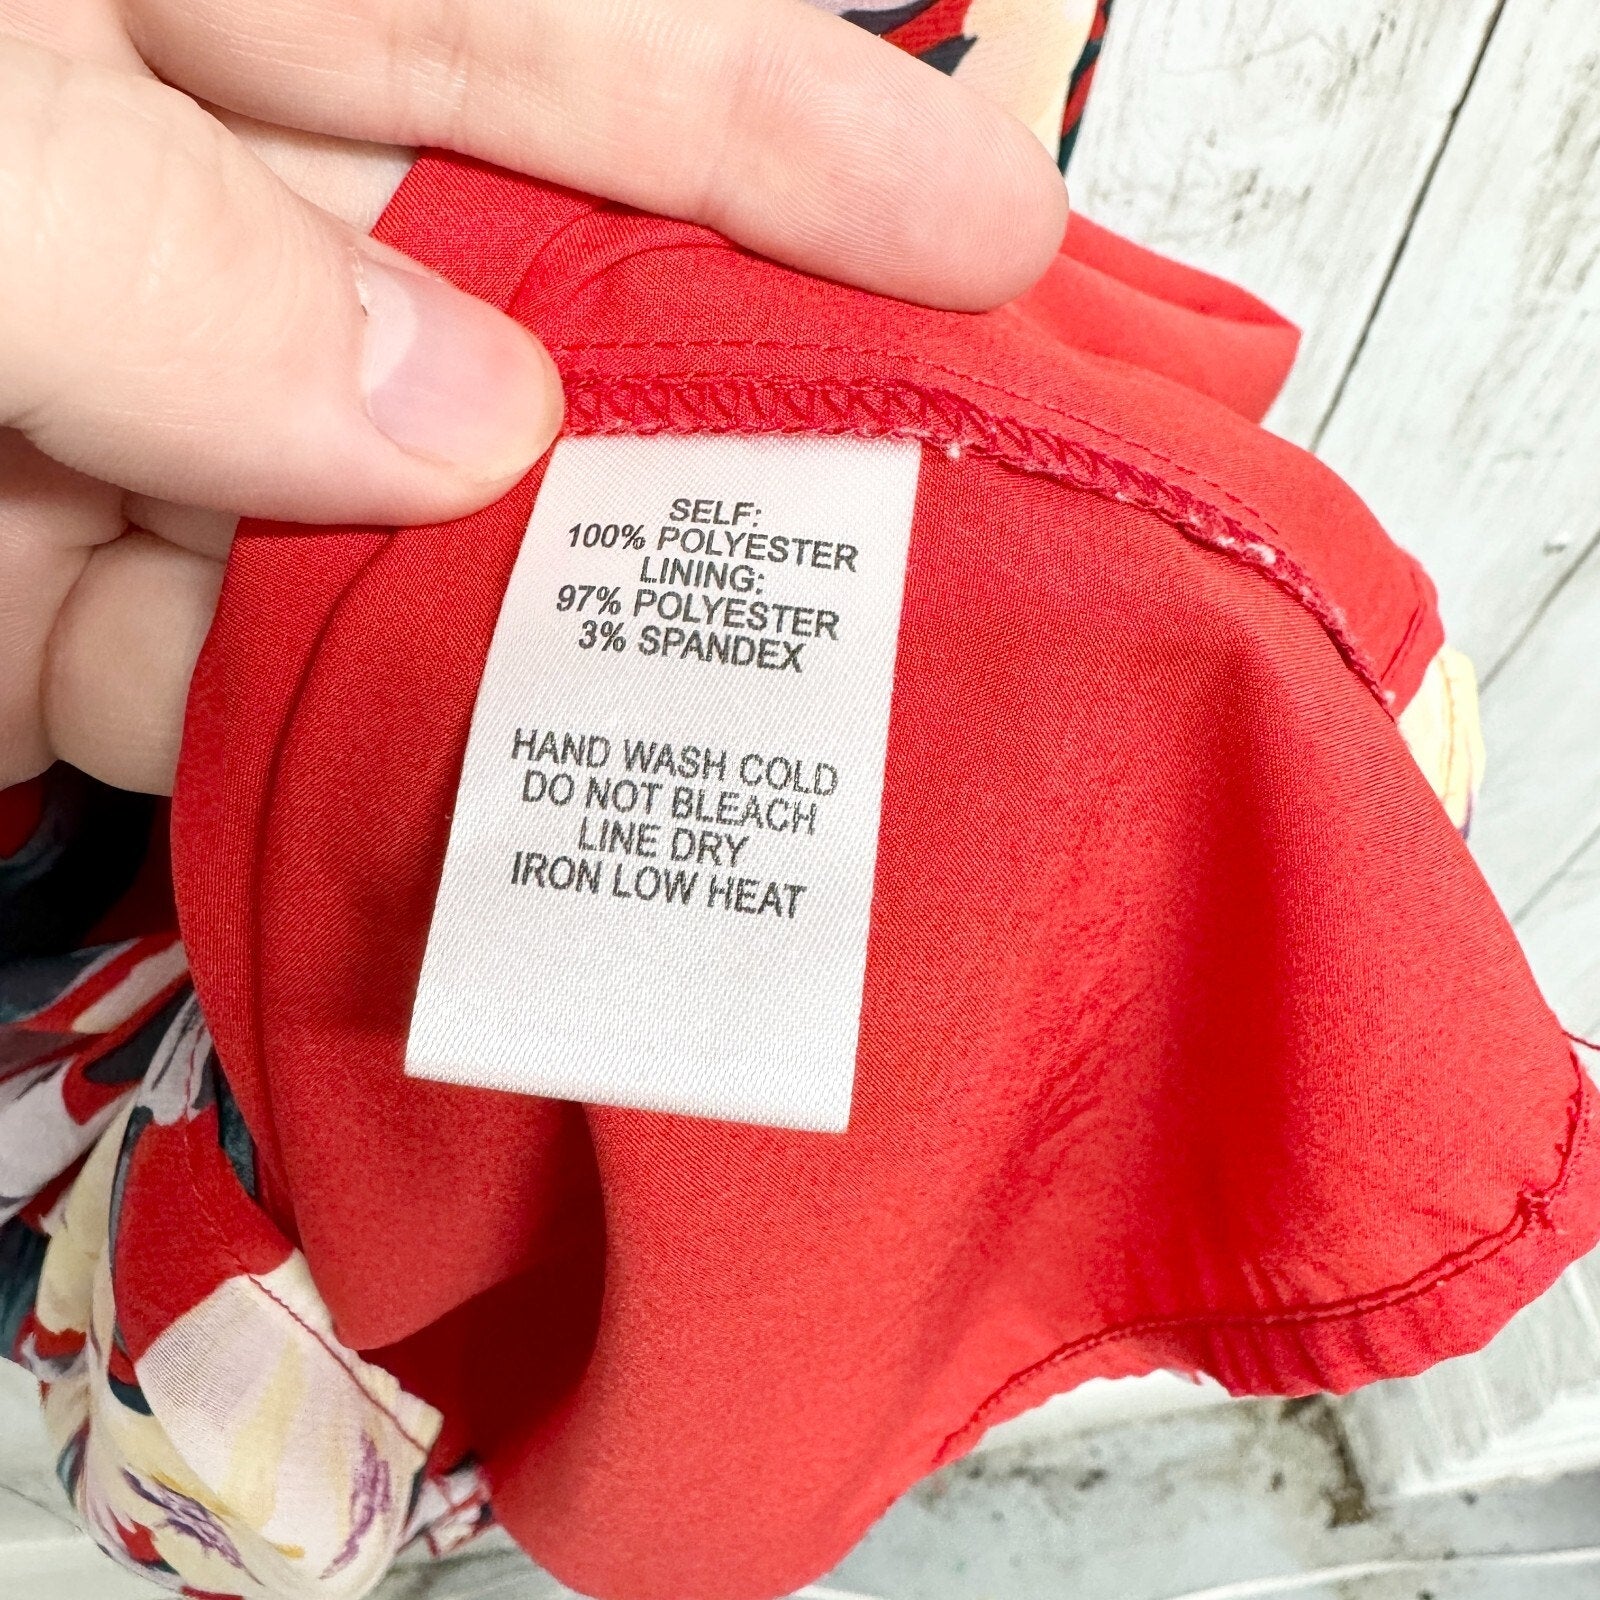 SELF:
100% POLYESTER
LINING:
97% POLYESTER
3% SPANDEX
HAND WASH COLD
DO NOT BLEACH
LINE DRY
IRON LOW HEAT